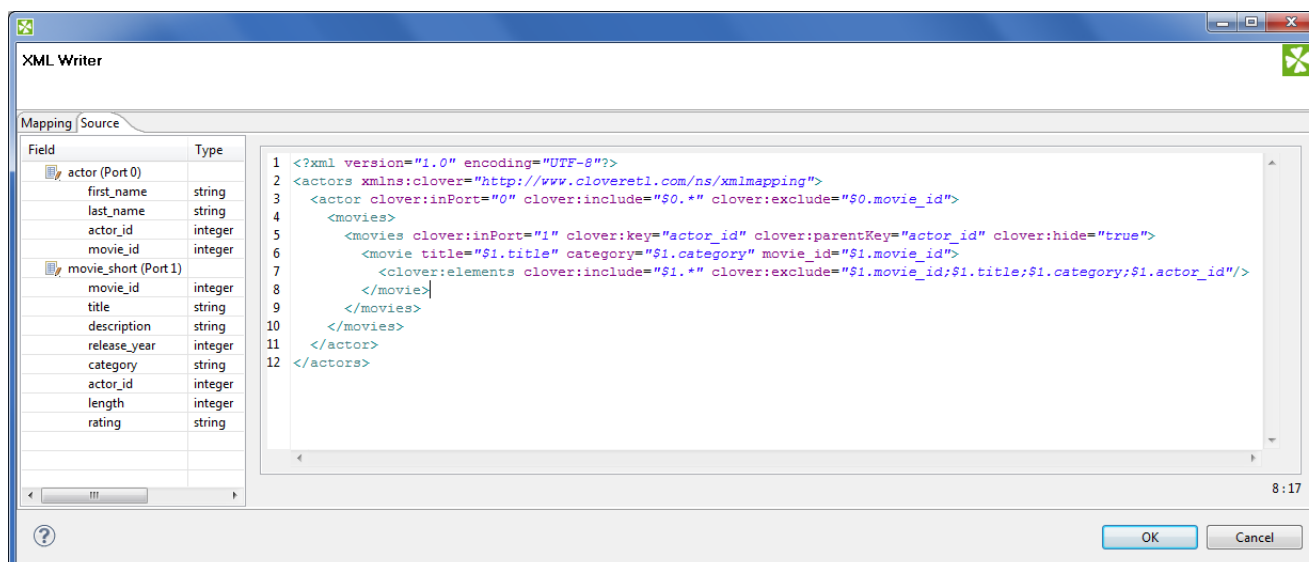 XML Writer
Mapping Source
Field Type
actor (Port 0)
first_name string
last_name string
actor_id integer
movie_id integer
movie_short (Port 1)
movie_id integer
title string
description string
release_year integer
category string
actor_id integer
length integer
rating string
1 <?xml version="1.0" encoding="UTF-8"?>
2 <actors xmlns:clover="http://www.cloveretl.com/ns/xmlmapping">
3 <actor clover:inPort="0" clover:include="$0.*" clover:exclude="$0.movie_id">
4 <movies>
5 <movies clover:inPort="1" clover:key="actor_id" clover:parentKey="actor_id" clover:hide="true">
6 <movie title="$1.title" category="$1.category" movie_id="$1.movie_id">
7 <clover:elements clover:include="$1.*" clover:exclude="$1.movie_id;$1.title;$1.category;$1.actor_id"/>
8 </movie>
9 </movies>
10 </movies>
11 </actor>
12 </actors>
8:17
OK Cancel